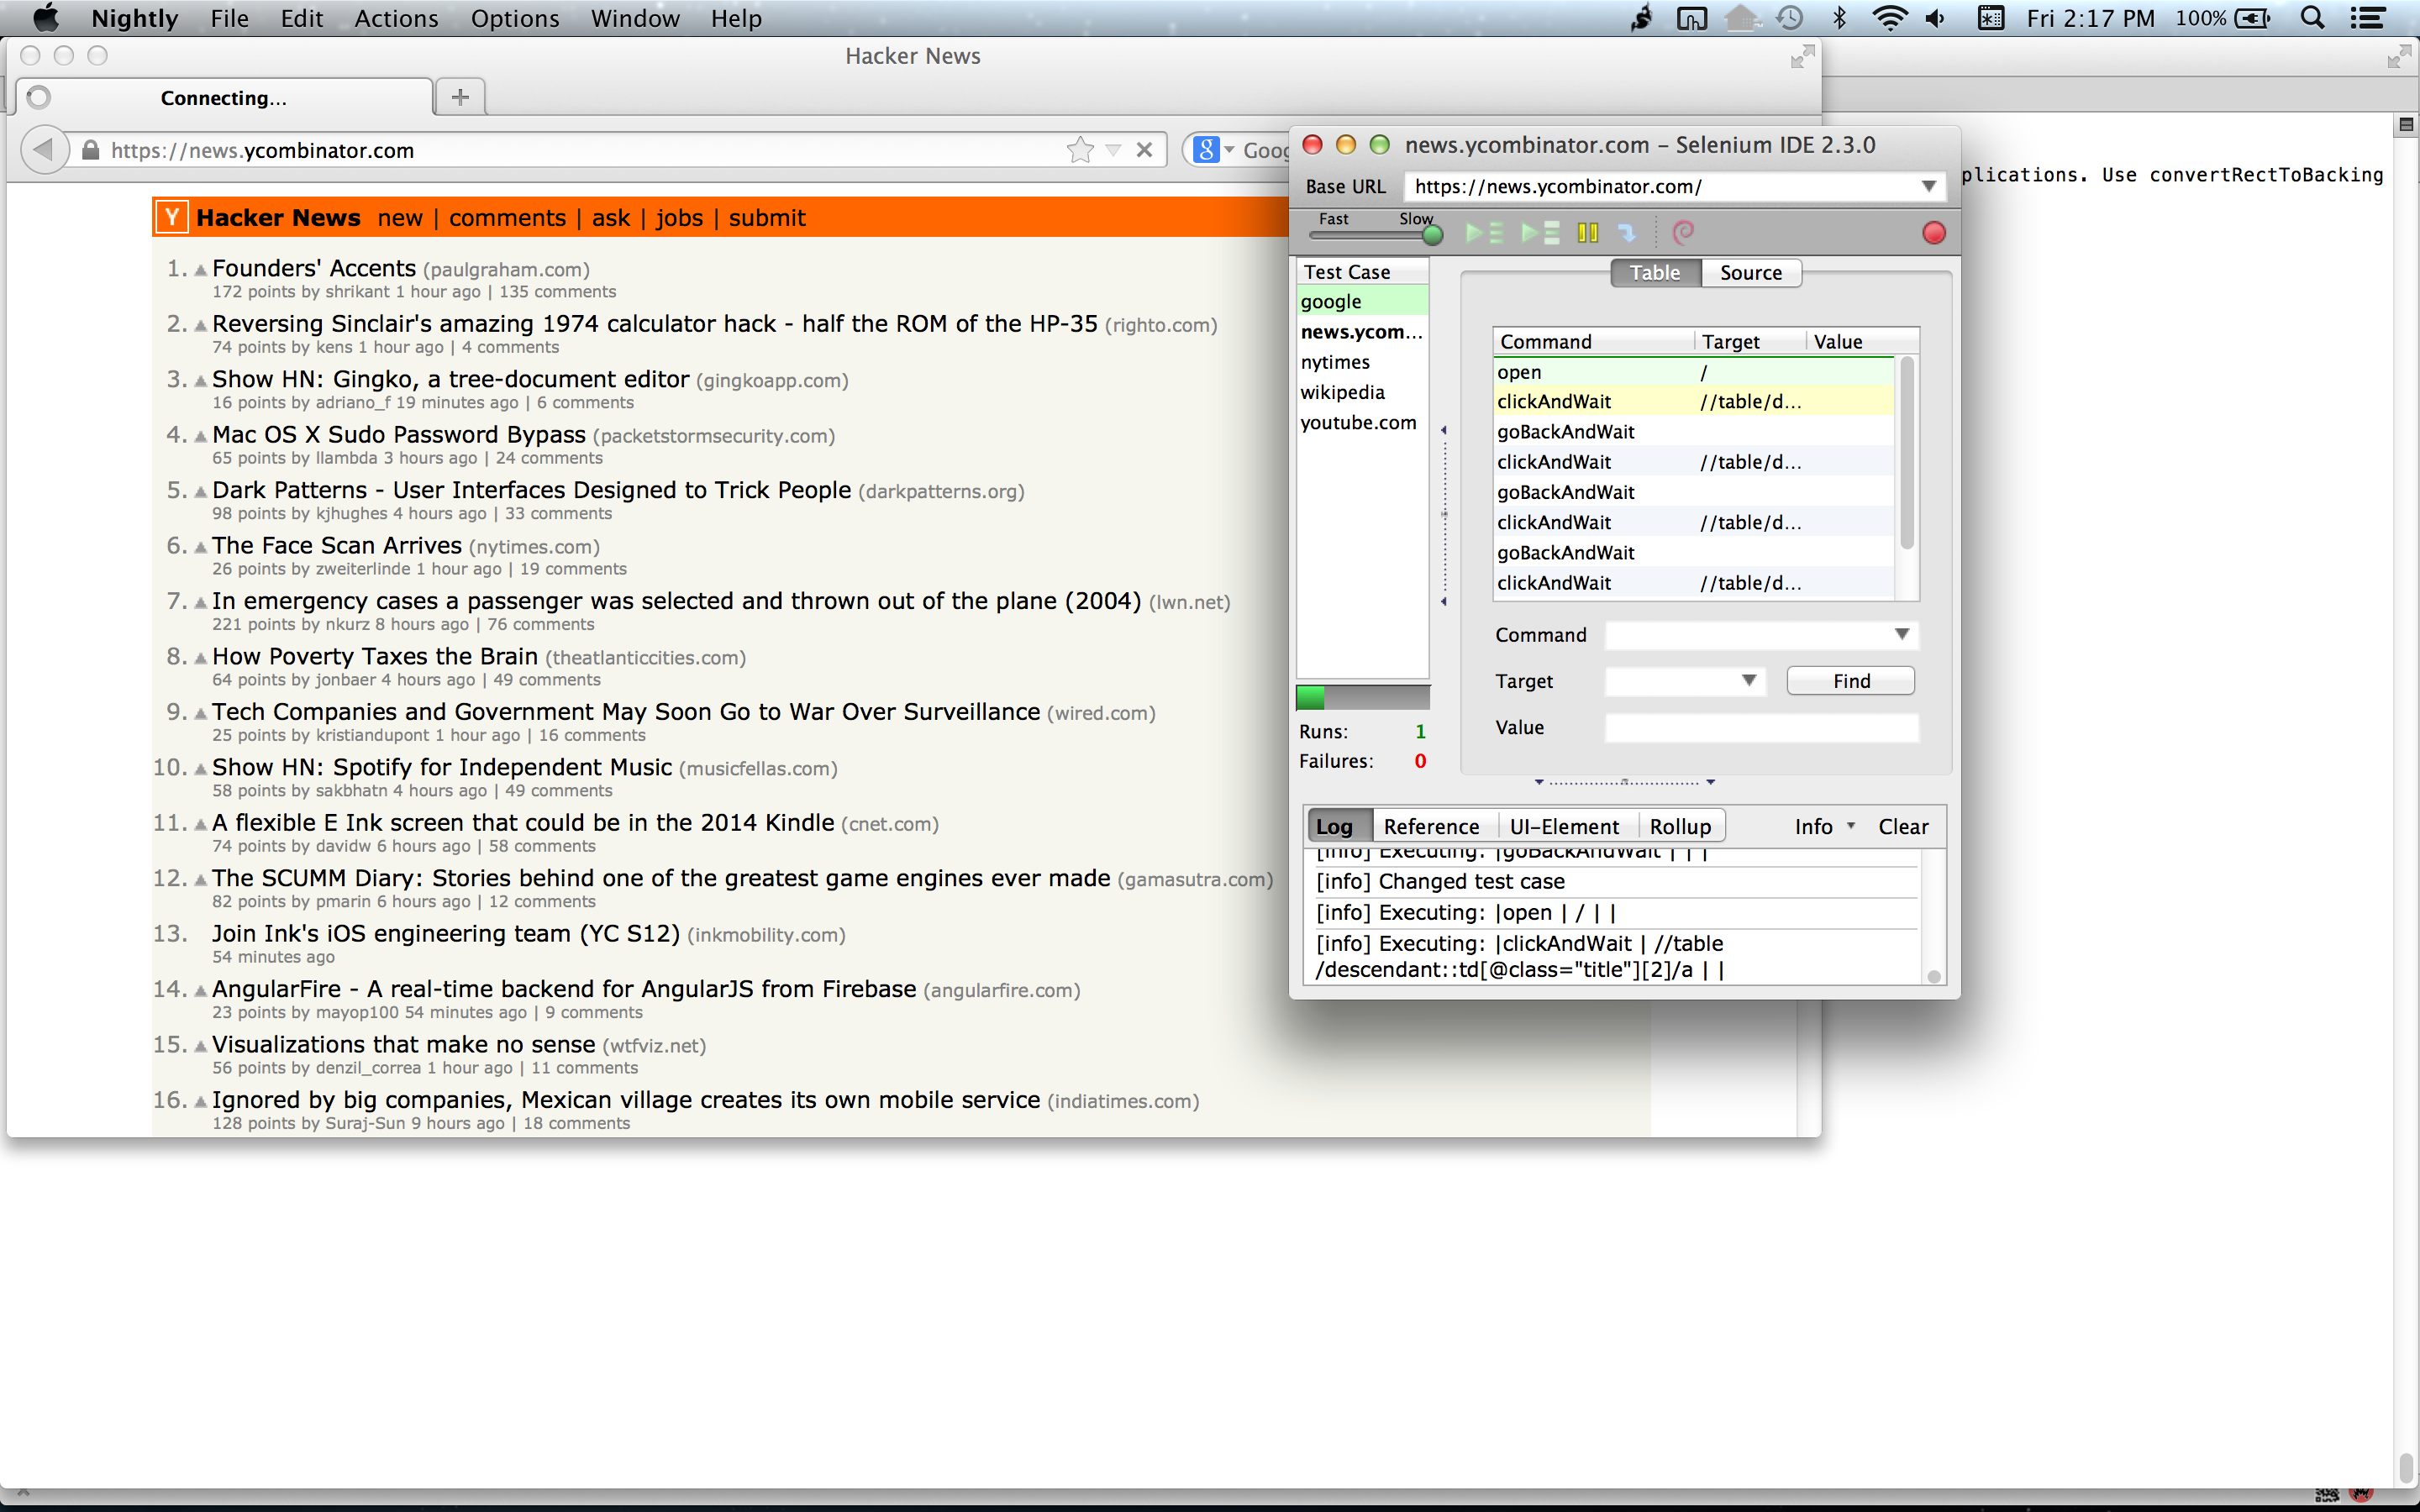 Nightly File Edit Actions Options Window Help Fri 2:17 PM 100%
Hacker News
Connecting...
https://news.ycombinator.com
Y Hacker News new | comments | ask | jobs | submit
1. Founders' Accents (paulgraham.com)
172 points by shrikant 1 hour ago | 135 comments
2. Reversing Sinclair's amazing 1974 calculator hack - half the ROM of the HP-35 (righto.com)
74 points by kens 1 hour ago | 4 comments
3. Show HN: Gingko, a tree-document editor (gingkoapp.com)
16 points by adriano_f 19 minutes ago | 6 comments
4. Mac OS X Sudo Password Bypass (packetstormsecurity.com)
65 points by llambda 3 hours ago | 24 comments
5. Dark Patterns - User Interfaces Designed to Trick People (darkpatterns.org)
98 points by kjhughes 4 hours ago | 33 comments
6. The Face Scan Arrives (nytimes.com)
26 points by zweiterlinde 1 hour ago | 19 comments
7. In emergency cases a passenger was selected and thrown out of the plane (2004) (lwn.net)
221 points by nkurz 8 hours ago | 76 comments
8. How Poverty Taxes the Brain (theatlanticcities.com)
64 points by jonbaer 4 hours ago | 49 comments
9. Tech Companies and Government May Soon Go to War Over Surveillance (wired.com)
25 points by kristiandupont 1 hour ago | 16 comments
10. Show HN: Spotify for Independent Music (musicfellas.com)
58 points by sakbhatn 4 hours ago | 49 comments
11. A flexible E Ink screen that could be in the 2014 Kindle (cnet.com)
74 points by davidw 6 hours ago | 58 comments
12. The SCUMM Diary: Stories behind one of the greatest game engines ever made (gamasutra.com)
82 points by pmarin 6 hours ago | 12 comments
13. Join Ink's iOS engineering team (YC S12) (inkmobility.com)
54 minutes ago
14. AngularFire - A real-time backend for AngularJS from Firebase (angularfire.com)
23 points by mayop100 54 minutes ago | 9 comments
15. Visualizations that make no sense (wtfviz.net)
56 points by denzil_correa 1 hour ago | 11 comments
16. Ignored by big companies, Mexican village creates its own mobile service (indiatimes.com)
128 points by Suraj-Sun 9 hours ago | 18 comments
g Goog
plications. Use convertRectToBacking
news.ycombinator.com - Selenium IDE 2.3.0
Base URL https://news.ycombinator.com/
Fast Slow
Test Case
google
news.ycom...
nytimes
wikipedia
youtube.com
Runs: 1
Failures: 0
Table Source
Command Target Value
open /
clickAndWait //table/d...
goBackAndWait
clickAndWait //table/d...
goBackAndWait
clickAndWait //table/d...
goBackAndWait
clickAndWait //table/d...
Command
Target Find
Value
Log Reference UI-Element Rollup Info Clear
[info] Executing: |goBackAndWait | | |
[info] Changed test case
[info] Executing: |open | / | |
[info] Executing: |clickAndWait | //table
/descendant::td[@class="title"][2]/a | |